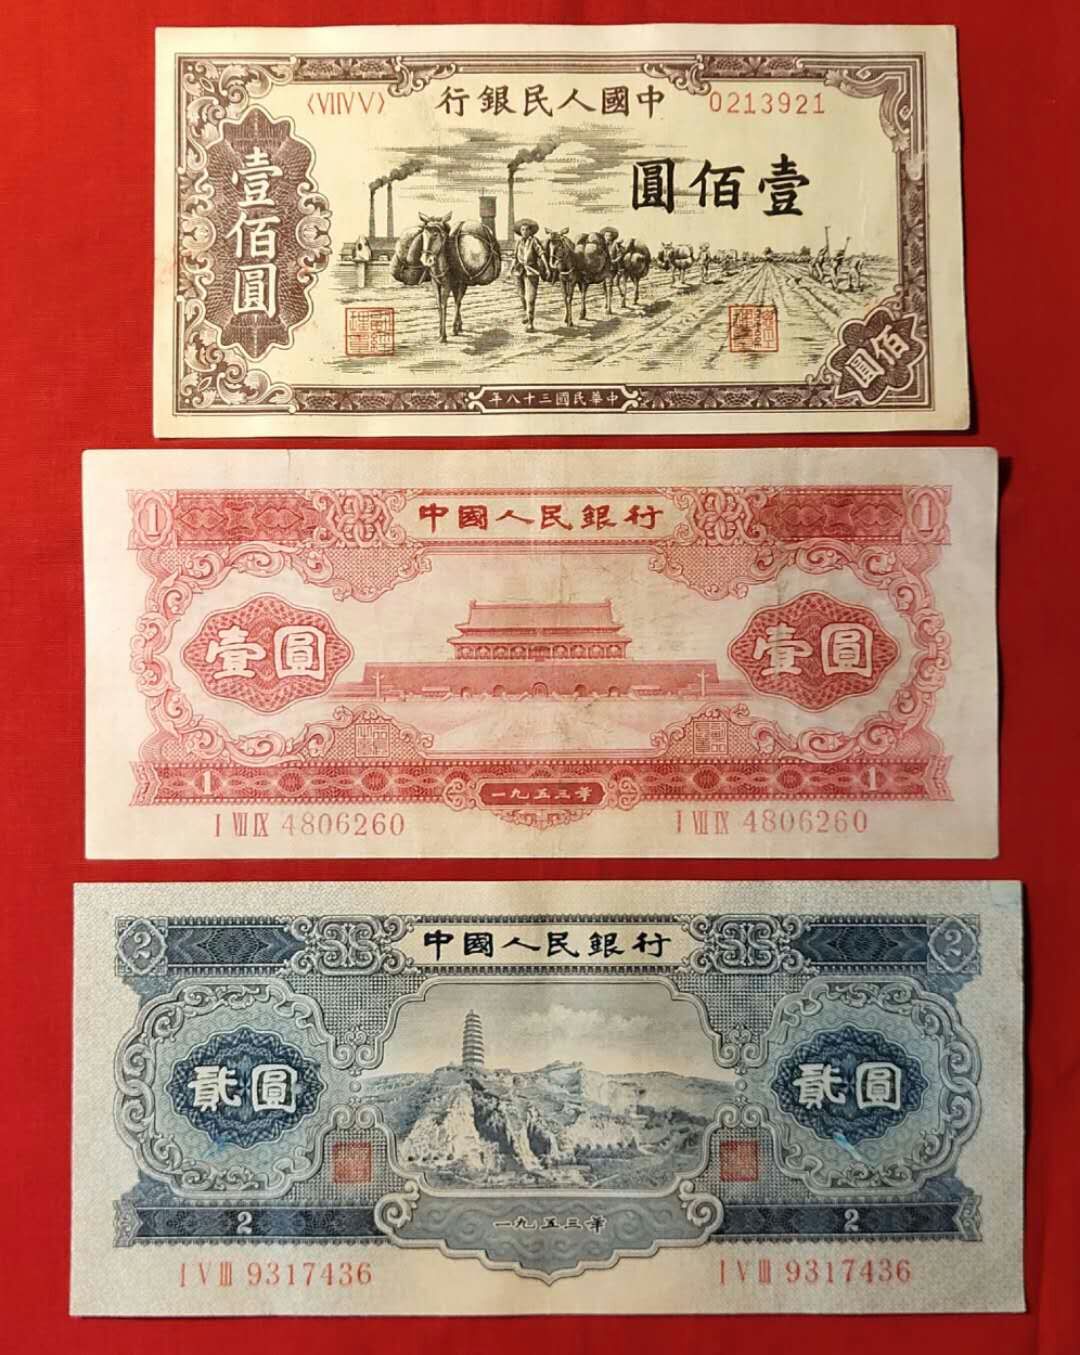 〈VIIVV〉 行銀民人國中 0213921
圓佰壹
壹佰圓
佰圓
年八十三國民華中
1 中國人民銀行 1
壹圓 壹圓
1 一九五三年 1
I VII IX 4806260 I VII IX 4806260
2 中國人民銀行 2
貳圓 貳圓
2 一九五三年 2
I V III 9317436 I V III 9317436